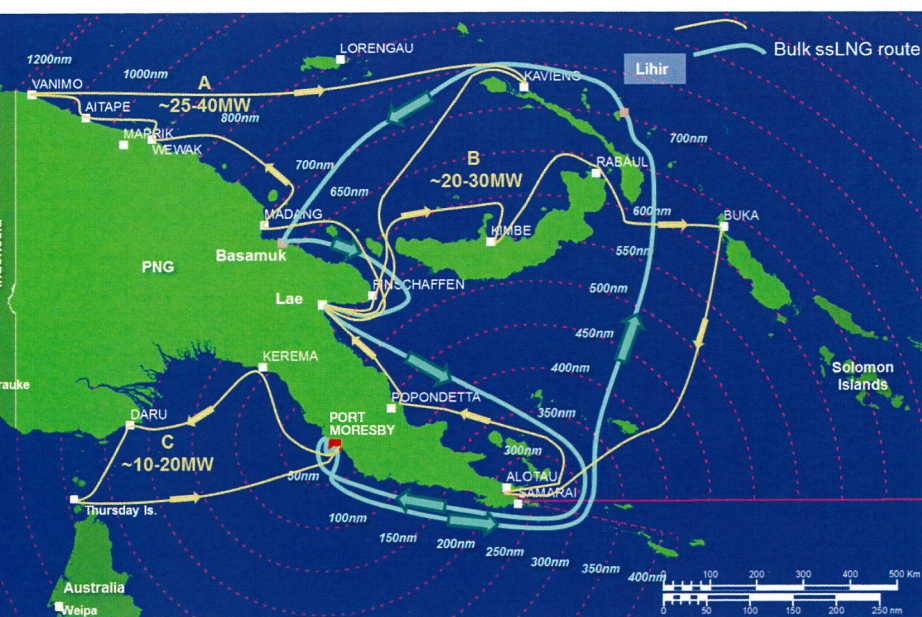 Bulk ssLNG route
LORENGAU
1200nm
Lihir
KAVIENG
1000nm
A
~25-40MW
VANIMO
AITAPE
800nm
MAPRIK
WEWAK
700nm
B
~20-30MW
RABAUL
700nm
650nm
MADANG
600nm
BUKA
KIMBE
Basamuk
550nm
PNG
FINSCHAFFEN
500nm
Lae
450nm
KEREMA
400nm
Solomon
Islands
POPONDETTA
DARU
PORT
MORESBY
350nm
C
~10-20MW
300nm
50nm
ALOTAU
SAMARAI
Thursday Is.
100nm
150nm
200nm
250nm
300nm
350nm
400nm
Australia
Weipa
0 100 200 300 400 500 Km
0 50 100 150 200 250 nm